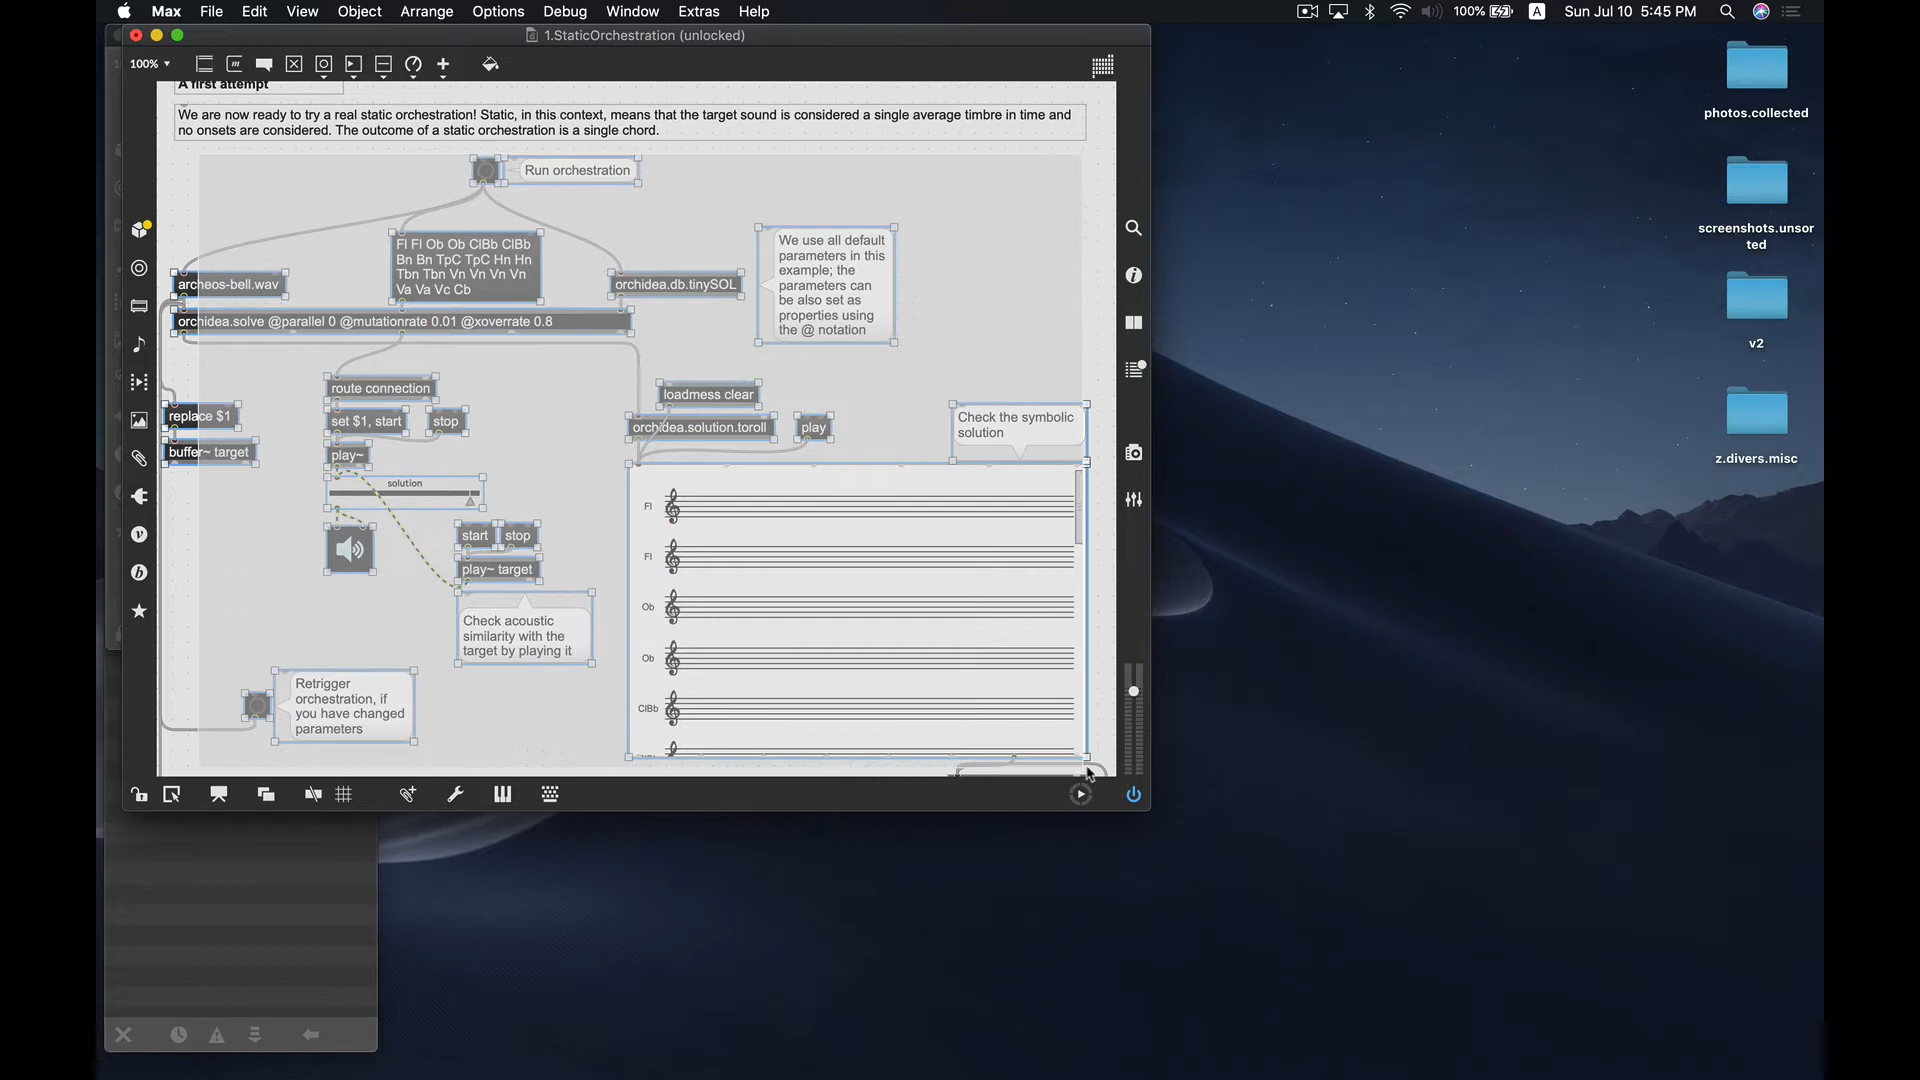 Max File Edit View Object Arrange Options Debug Window Extras Help
100% A Sun Jul 10 5:45 PM
1.StaticOrchestration (unlocked)
100%
A first attempt
We are now ready to try a real static orchestration! Static, in this context, means that the target sound is considered a single average timbre in time and
no onsets are considered. The outcome of a static orchestration is a single chord.
Run orchestration
Fl Fl Ob Ob ClBb ClBb
Bn Bn TpC TpC Hn Hn
Tbn Tbn Vn Vn Vn Vn
Va Va Vc Cb
archeos-bell.wav
orchidea.db.tinySOL
orchidea.solve @parallel 0 @mutationrate 0.01 @xoverrate 0.8
We use all default
parameters in this
example; the
parameters can
be also set as
properties using
the @ notation
route connection
set $1, start
stop
play~
solution
replace $1
buffer~ target
start
stop
play~ target
Check acoustic
similarity with the
target by playing it
Retrigger
orchestration, if
you have changed
parameters
loadmess clear
orchidea.solution.toroll
play
Check the symbolic
solution
Fl
Fl
Ob
Ob
ClBb
photos.collected
screenshots.unsor
ted
v2
z.divers.misc